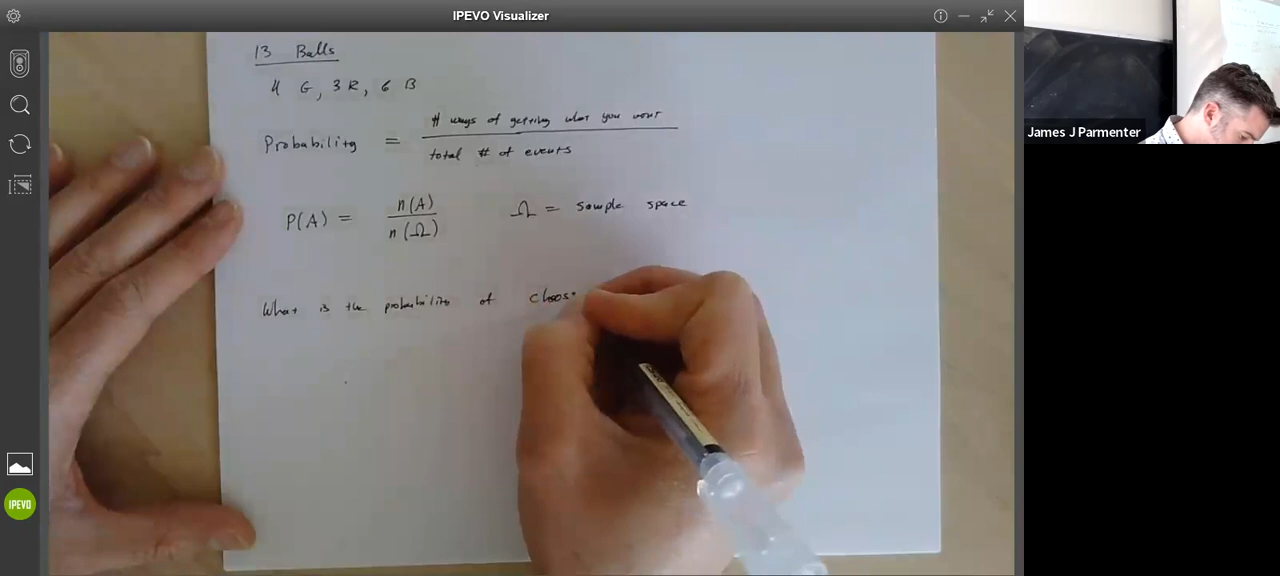 IPEVO Visualizer
James J Parmenter
13 Balls
4 G, 3 R, 6 B
Probability = # ways of getting what you want
total # of events
P(A) = n(A)
n(Ω)
Ω = sample space
What is the probability of choosi
IPEVO